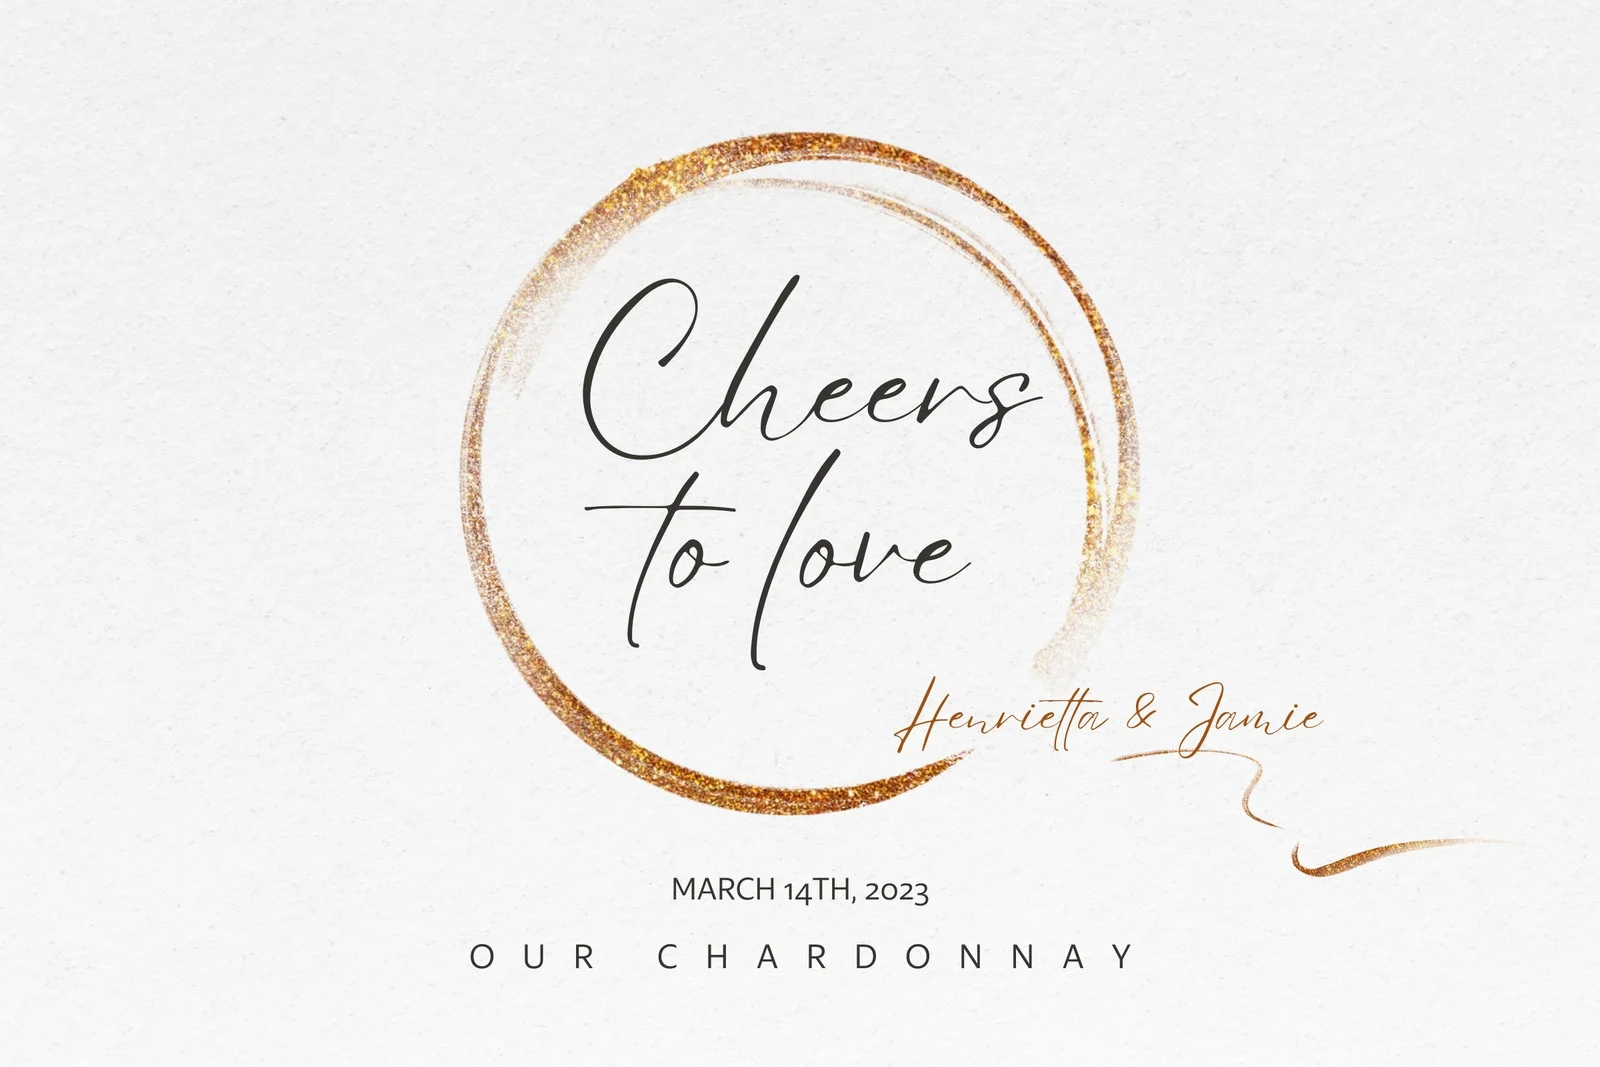 Cheers
to love
Henrietta & Jamie
MARCH 14TH, 2023
OUR CHARDONNAY